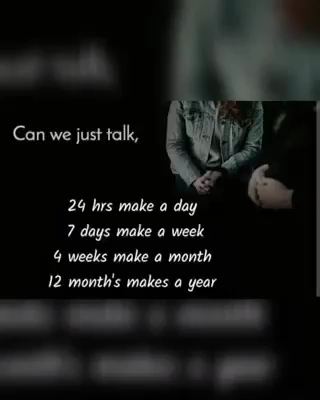 Can we just talk,
24 hrs make a day
7 days make a week
4 weeks make a month
12 month's makes a year